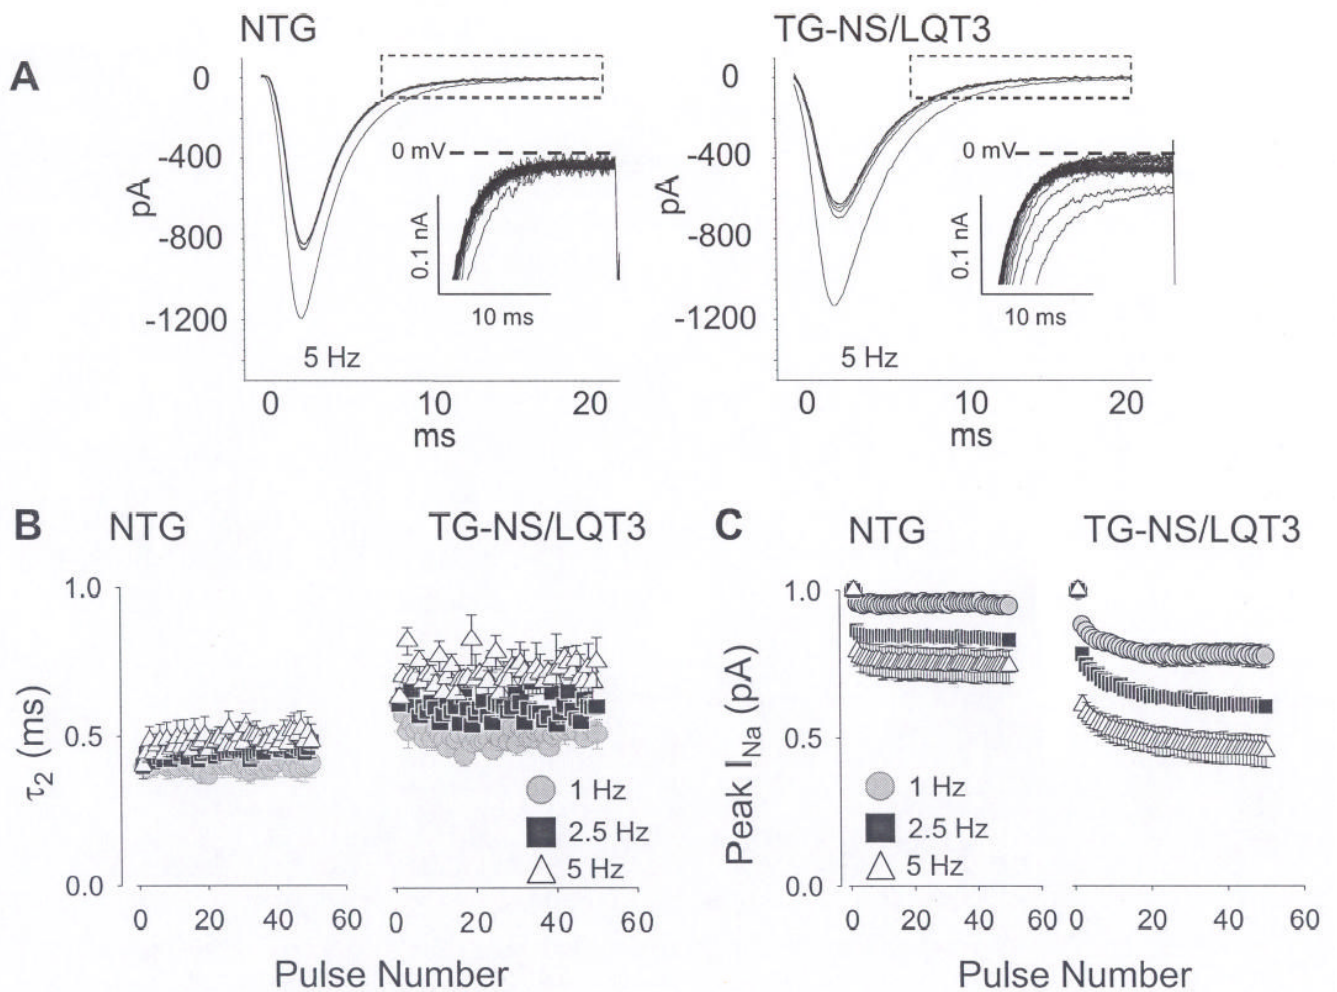 NTG
TG-NS/LQT3
A
0
-400
-800
-1200
pA
0 mV
0.1 nA
10 ms
5 Hz
0
10
20
ms
0
-400
-800
-1200
pA
0 mV
0.1 nA
10 ms
5 Hz
0
10
20
ms
B
NTG
TG-NS/LQT3
1.0
0.5
0.0
τ2 (ms)
1 Hz
2.5 Hz
5 Hz
0 20 40 60
0 20 40 60
Pulse Number
C
NTG
TG-NS/LQT3
1.0
0.5
0.0
Peak INa (pA)
1 Hz
2.5 Hz
5 Hz
0 20 40 60
0 20 40 60
Pulse Number